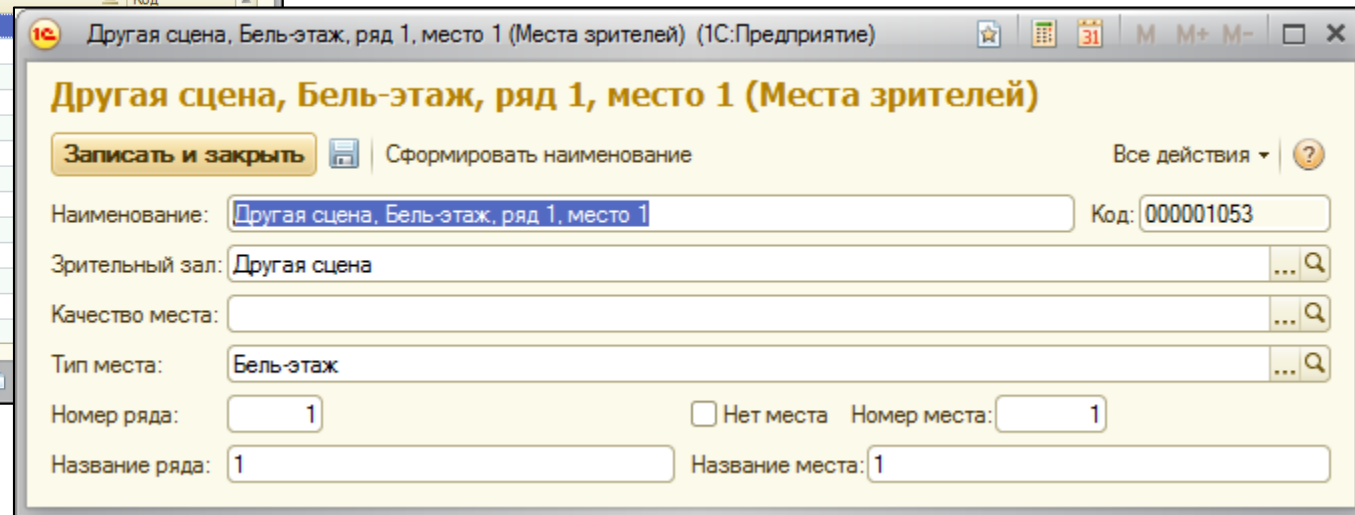 Код
Другая сцена, Бель-этаж, ряд 1, место 1 (Места зрителей) (1С:Предприятие)
31 M M+ M-
Другая сцена, Бель-этаж, ряд 1, место 1 (Места зрителей)
Записать и закрыть Сформировать наименование Все действия ?
Наименование: Другая сцена, Бель-этаж, ряд 1, место 1 Код: 000001053
Зрительный зал: Другая сцена ...
Качество места: ...
Тип места: Бель-этаж ...
Номер ряда: 1 Нет места Номер места: 1
Название ряда: 1 Название места: 1